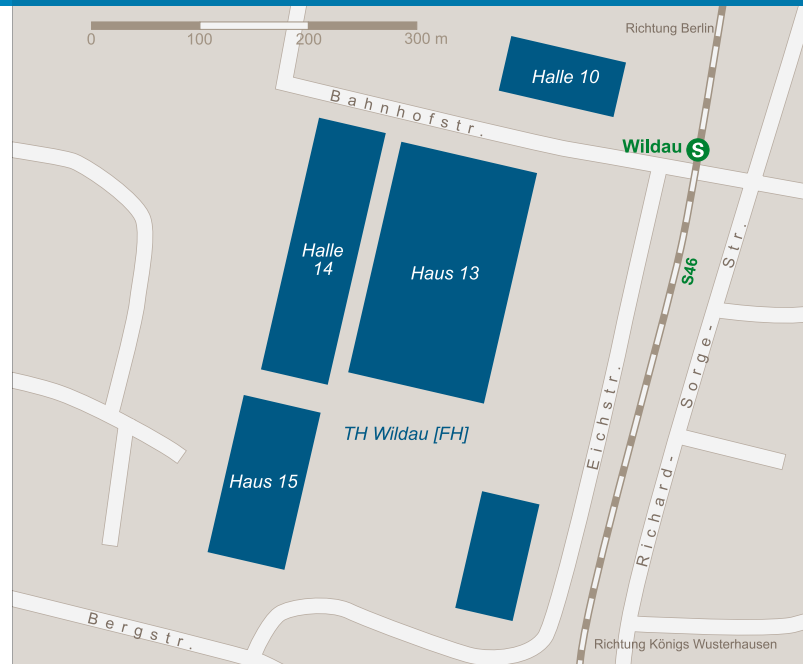 Richtung Berlin
0 100 200 300 m
Halle 10
Bahnhofstr.
Wildau S
Halle
14
Haus 13
S46
Richard-Sorge-Str.
Eichstr.
TH Wildau [FH]
Haus 15
Bergstr.
Richtung Königs Wusterhausen